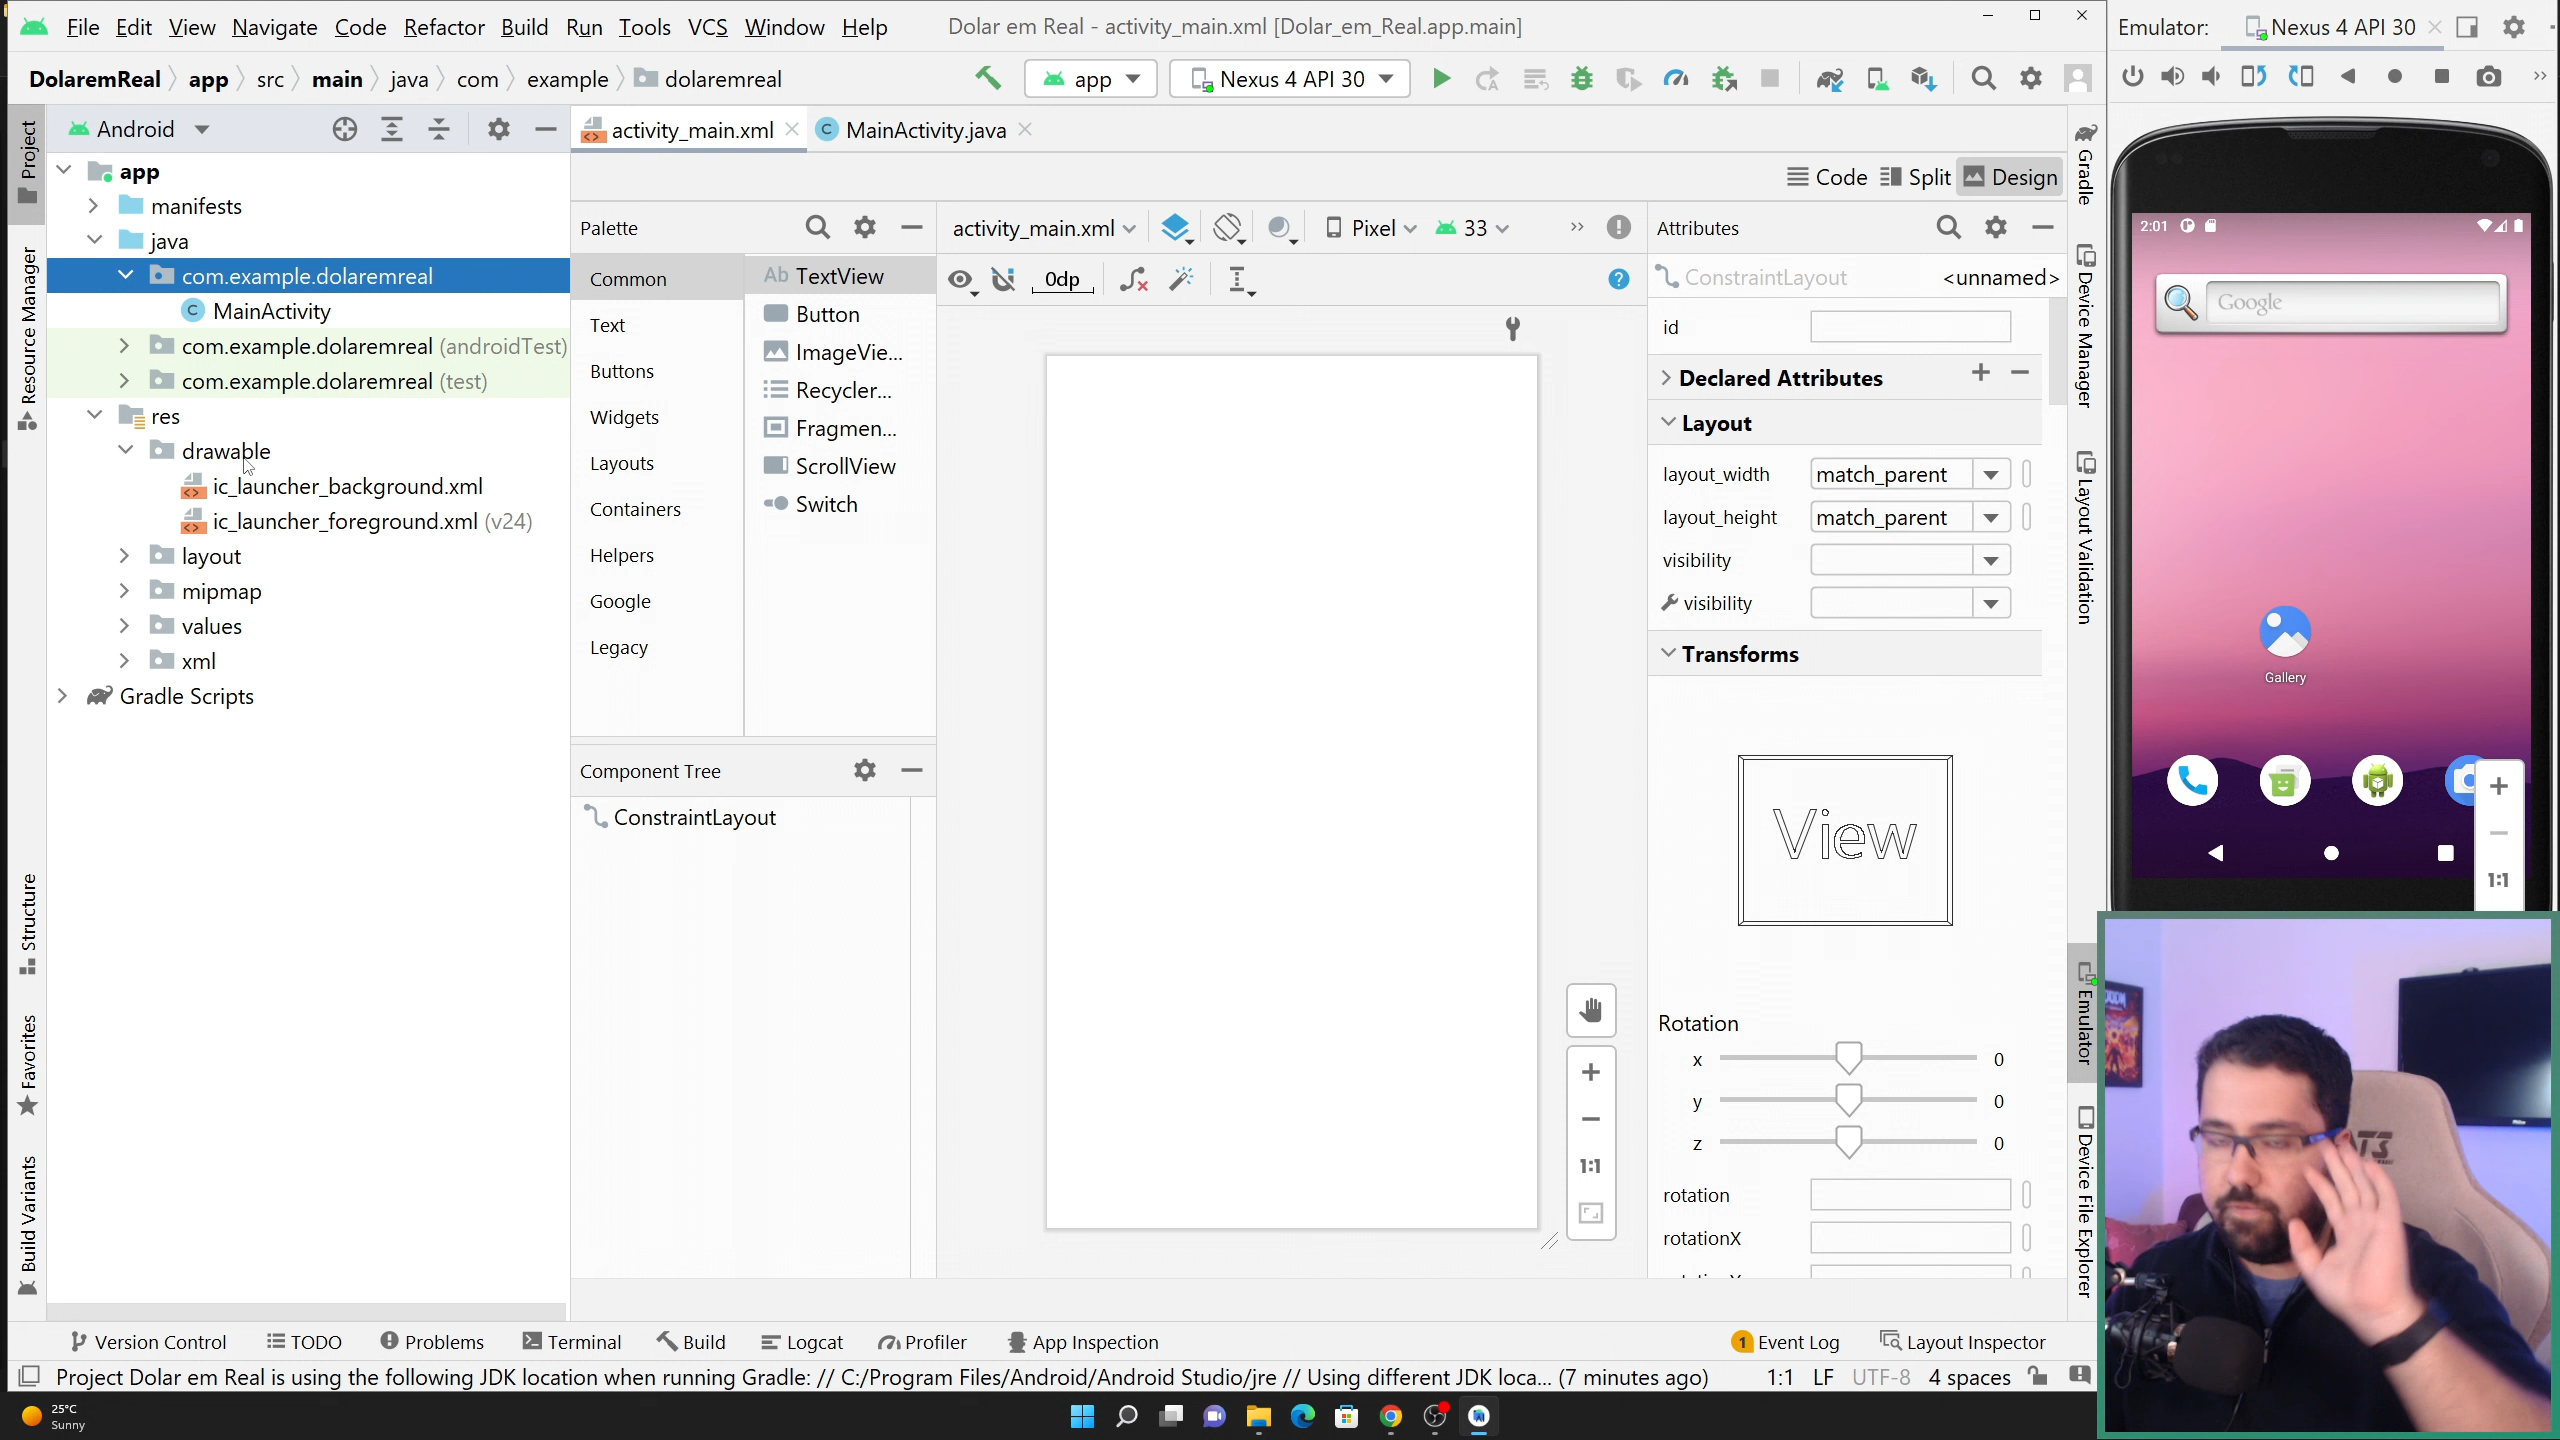 File Edit View Navigate Code Refactor Build Run Tools VCS Window Help Dolar em Real - activity_main.xml [Dolar_em_Real.app.main]
Emulator: Nexus 4 API 30
DolaremReal app src main java com example dolaremreal
app Nexus 4 API 30
Android
activity_main.xml MainActivity.java
Code Split Design
Project
Resource Manager
Structure
Favorites
Build Variants
app
manifests
java
com.example.dolaremreal
MainActivity
com.example.dolaremreal (androidTest)
com.example.dolaremreal (test)
res
drawable
ic_launcher_background.xml
ic_launcher_foreground.xml (v24)
layout
mipmap
values
xml
Gradle Scripts
Palette
Common
Text
Buttons
Widgets
Layouts
Containers
Helpers
Google
Legacy
Ab TextView
Button
ImageVie...
Recycler...
Fragmen...
ScrollView
Switch
Component Tree
ConstraintLayout
activity_main.xml Pixel 33
0dp
1:1
Attributes
ConstraintLayout <unnamed>
id
Declared Attributes
Layout
layout_width match_parent
layout_height match_parent
visibility
visibility
Transforms
View
Rotation
x 0
y 0
z 0
rotation
rotationX
Gradle
Device Manager
Layout Validation
Emulator
Device File Explorer
2:01
Google
Gallery
1:1
Version Control TODO Problems Terminal Build Logcat Profiler App Inspection 1 Event Log Layout Inspector
Project Dolar em Real is using the following JDK location when running Gradle: // C:/Program Files/Android/Android Studio/jre // Using different JDK loca... (7 minutes ago) 1:1 LF UTF-8 4 spaces
25°C
Sunny